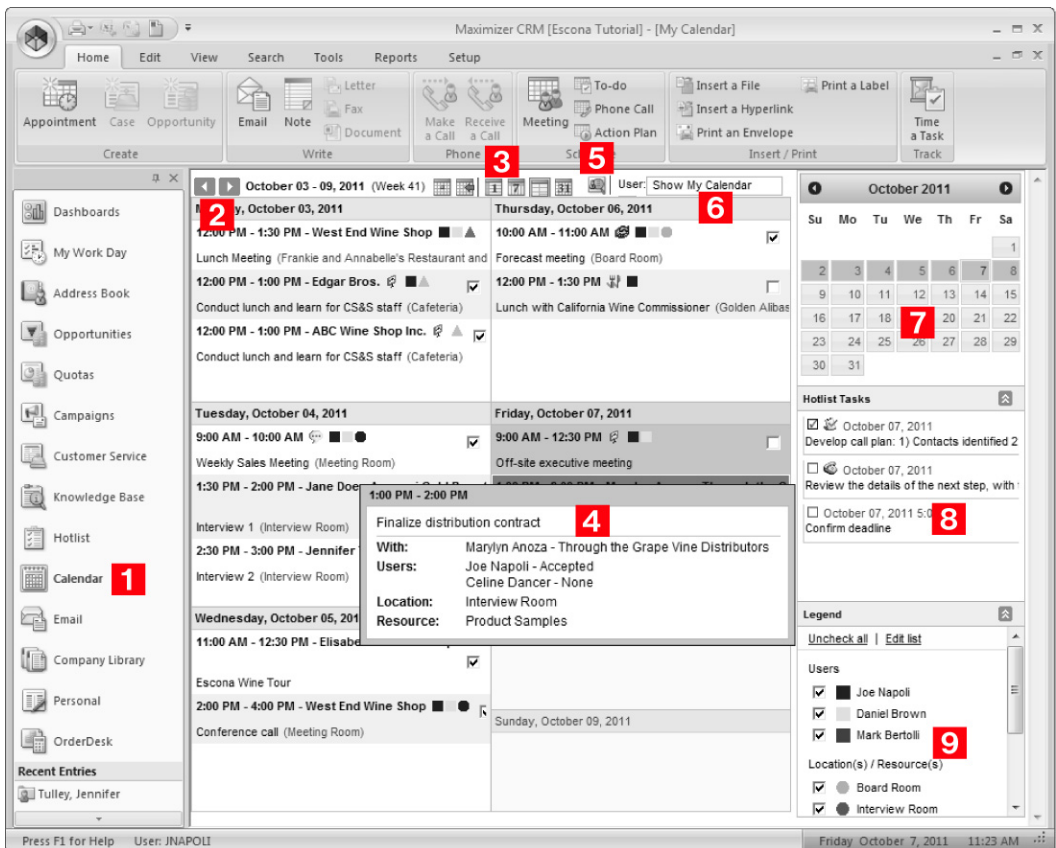 Maximizer CRM [Escona Tutorial] - [My Calendar]
Home Edit View Search Tools Reports Setup
Appointment Case Opportunity
Create
Email Note Letter Fax Document
Write
Make a Call Receive a Call
Phone
Meeting To-do Phone Call Action Plan
Insert a File
Insert a Hyperlink
Print an Envelope
Print a Label
Insert / Print
Time a Task
Track
3
5
Dashboards
My Work Day
Address Book
Opportunities
Quotas
Campaigns
Customer Service
Knowledge Base
Hotlist
Calendar 1
Email
Company Library
Personal
OrderDesk
Recent Entries
Tulley, Jennifer
October 03 - 09, 2011 (Week 41)
1 7 31
User: Show My Calendar
6
2
October 03, 2011
12:00 PM - 1:30 PM - West End Wine Shop
Lunch Meeting (Frankie and Annabelle's Restaurant and
12:00 PM - 1:00 PM - Edgar Bros.
Conduct lunch and learn for CS&S staff (Cafeteria)
12:00 PM - 1:00 PM - ABC Wine Shop Inc.
Conduct lunch and learn for CS&S staff (Cafeteria)
Tuesday, October 04, 2011
9:00 AM - 10:00 AM
Weekly Sales Meeting (Meeting Room)
1:30 PM - 2:00 PM - Jane Doe
Interview 1 (Interview Room)
2:30 PM - 3:00 PM - Jennifer
Interview 2 (Interview Room)
Wednesday, October 05, 201
11:00 AM - 12:30 PM - Elisabe
Escona Wine Tour
2:00 PM - 4:00 PM - West End Wine Shop
Conference call (Meeting Room)
Thursday, October 06, 2011
10:00 AM - 11:00 AM
Forecast meeting (Board Room)
12:00 PM - 1:30 PM
Lunch with California Wine Commissioner (Golden Alibas
Friday, October 07, 2011
9:00 AM - 12:30 PM
Off-site executive meeting
1:00 PM - 2:00 PM
Finalize distribution contract 4
With: Marylyn Anoza - Through the Grape Vine Distributors
Users: Joe Napoli - Accepted
Celine Dancer - None
Location: Interview Room
Resource: Product Samples
Sunday, October 09, 2011
October 2011
Su Mo Tu We Th Fr Sa
1
2 3 4 5 6 7 8
9 10 11 12 13 14 15
16 17 18 7 20 21 22
23 24 25 26 27 28 29
30 31
Hotlist Tasks
October 07, 2011
Develop call plan: 1) Contacts identified 2
October 07, 2011
Review the details of the next step, with
October 07, 2011 5:0
Confirm deadline
8
Legend
Uncheck all | Edit list
Users
Joe Napoli
Daniel Brown
Mark Bertolli
9
Location(s) / Resource(s)
Board Room
Interview Room
Press F1 for Help User: JNAPOLI
Friday October 7, 2011 11:23 AM